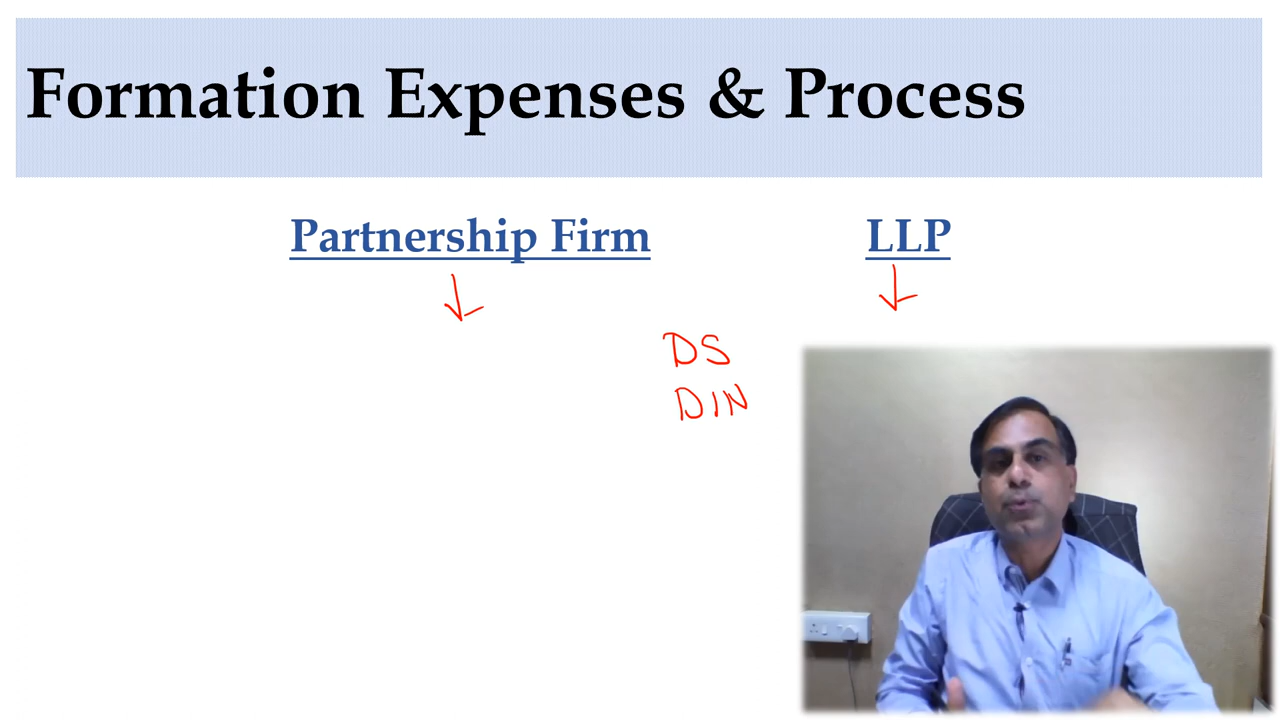 Formation Expenses & Process
Partnership Firm LLP
DS
DIN